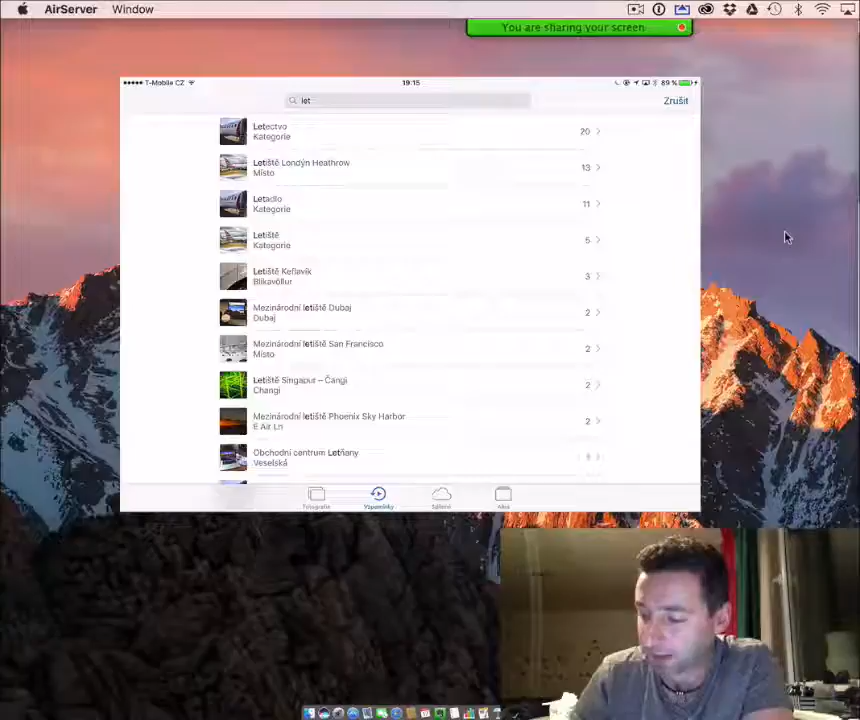 AirServer Window
You are sharing your screen
T-Mobile CZ 19:15 89 %
let Zrušit
Letectvo
Kategorie
20
Letiště Londýn Heathrow
Místo
13
Letadlo
Kategorie
11
Letiště
Kategorie
5
Letiště Keflavík
Blikavöllur
3
Mezinárodní letiště Dubaj
Dubaj
2
Mezinárodní letiště San Francisco
Místo
2
Letiště Singapur – Čangi
Changi
2
Mezinárodní letiště Phoenix Sky Harbor
E Air Ln
2
Obchodní centrum Letňany
Veselská
Fotografie Vzpomínky Sdílené Alba